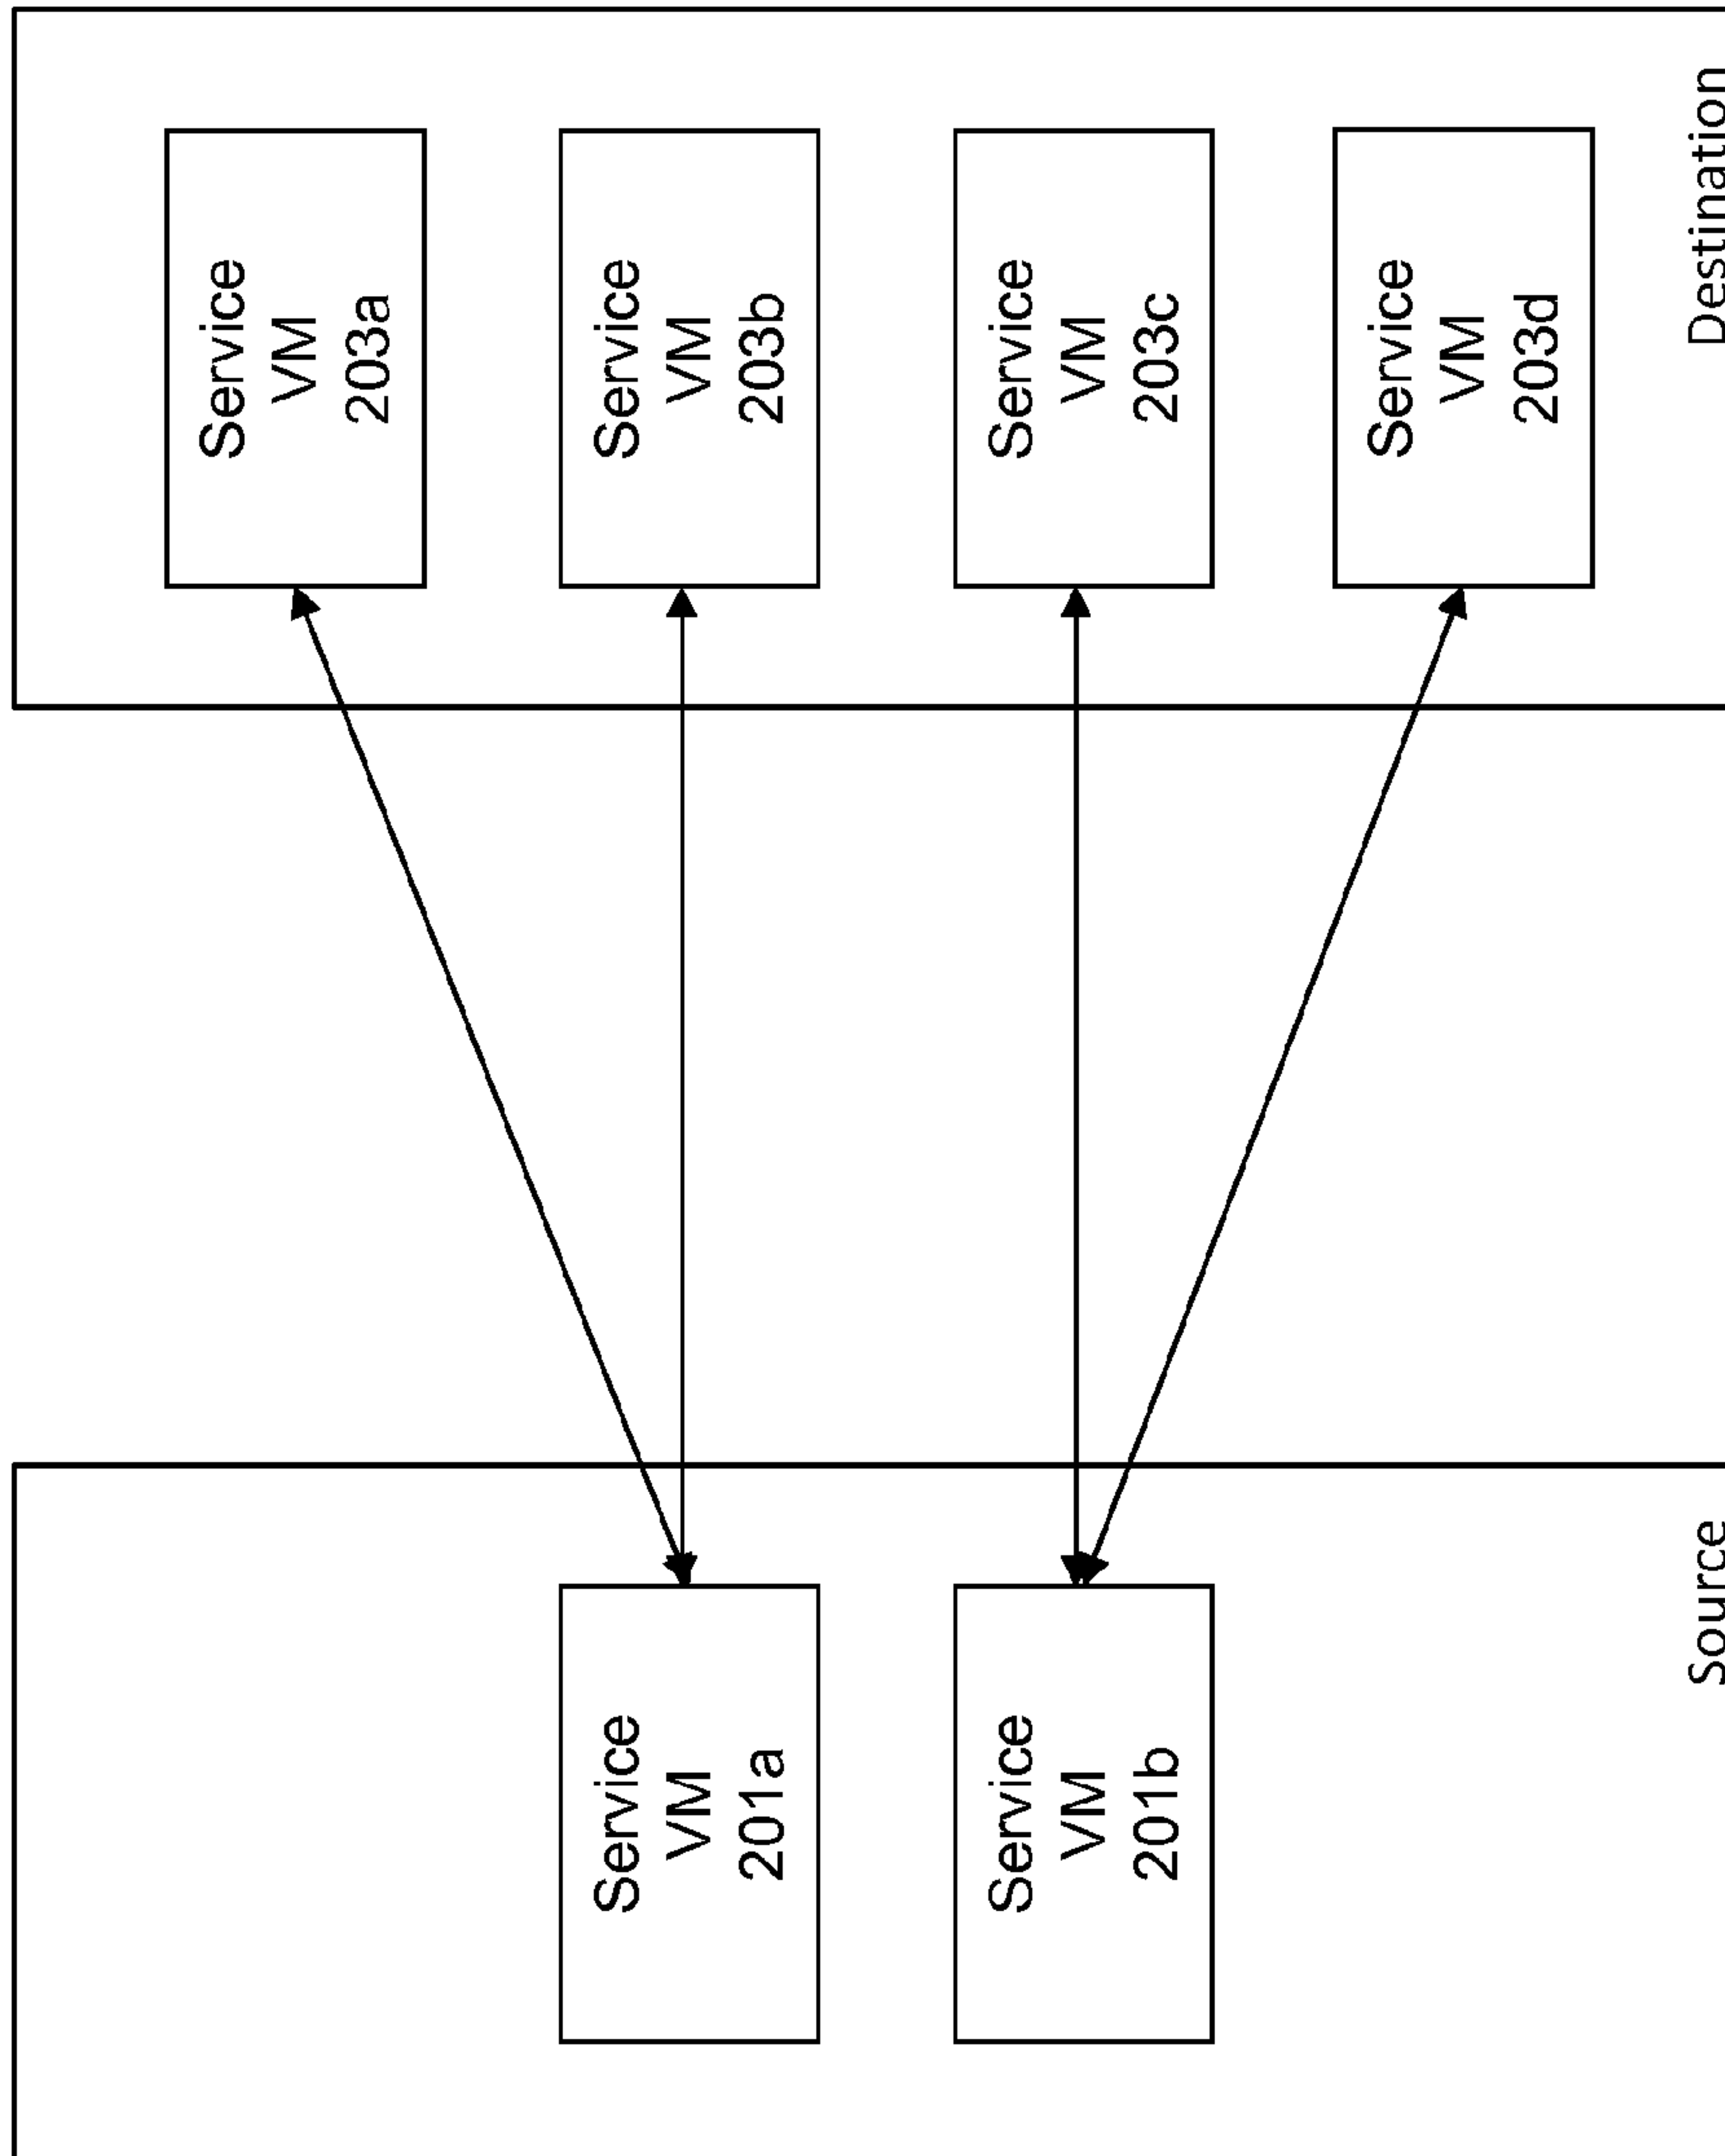 Service
VM
201a
Service
VM
201b
Source
Service
VM
203a
Service
VM
203b
Service
VM
203c
Service
VM
203d
Destination